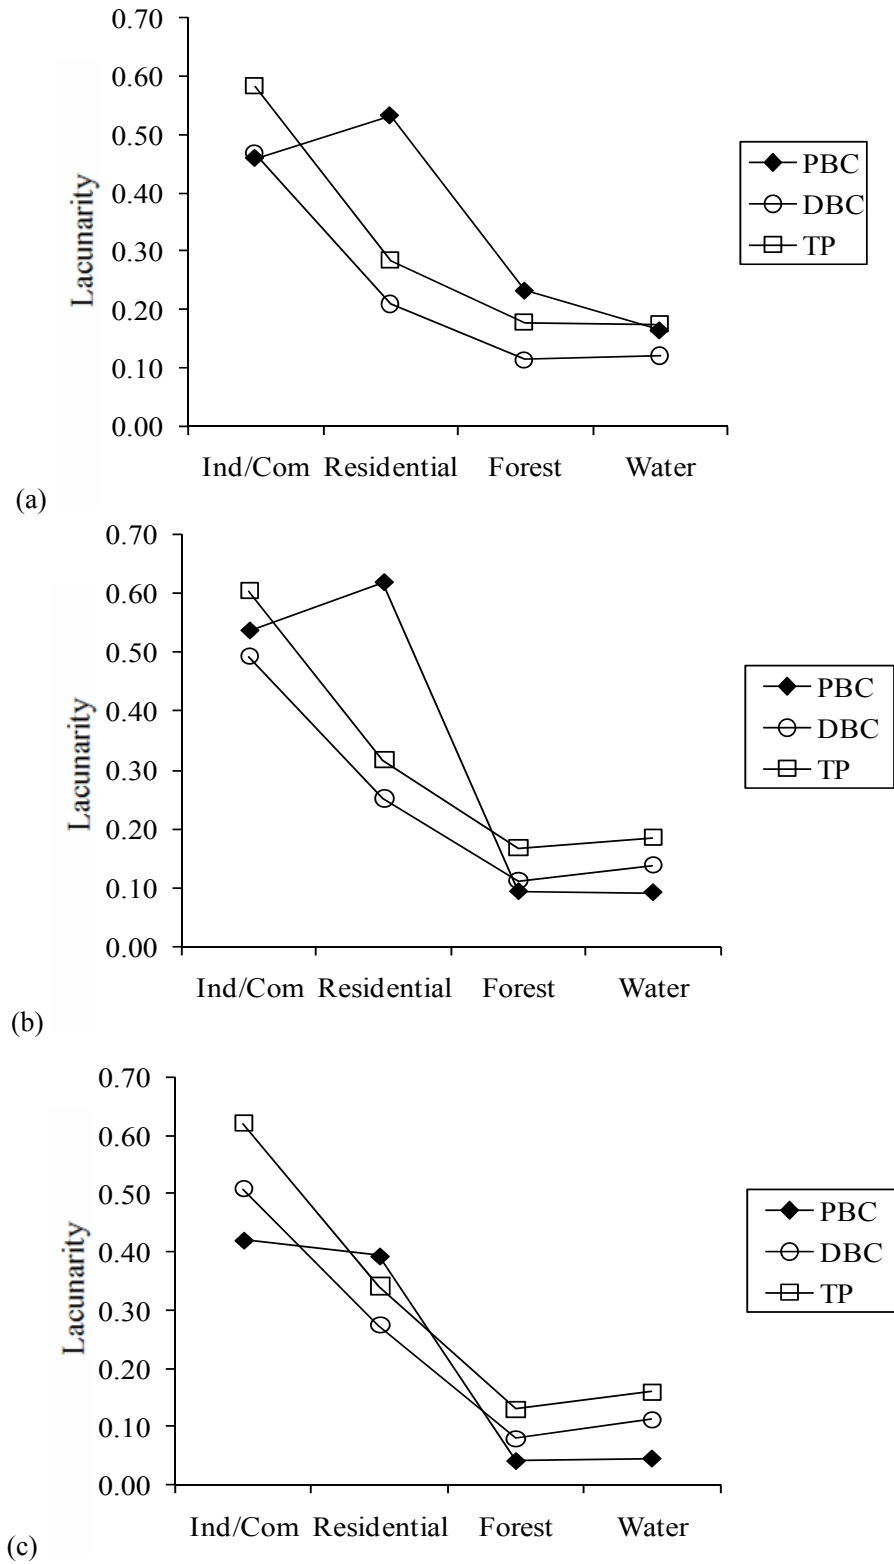 0.70
0.60
0.50
0.40
0.30
0.20
0.10
0.00
Lacunarity
Ind/Com Residential Forest Water
PBC
DBC
TP
(a)
0.70
0.60
0.50
0.40
0.30
0.20
0.10
0.00
Lacunarity
Ind/Com Residential Forest Water
PBC
DBC
TP
(b)
0.70
0.60
0.50
0.40
0.30
0.20
0.10
0.00
Lacunarity
Ind/Com Residential Forest Water
PBC
DBC
TP
(c)